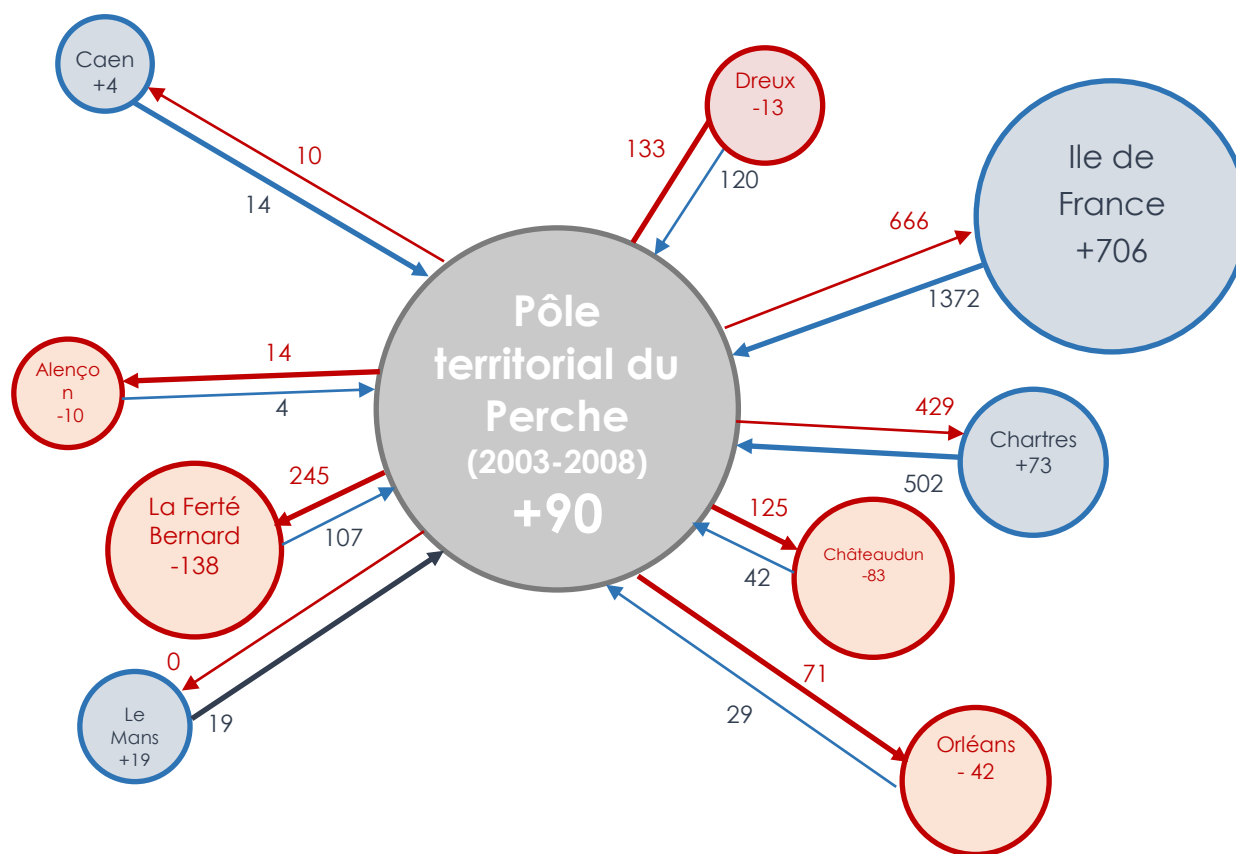 Caen
+4
10
14
Dreux
-13
133
120
Ile de
France
+706
666
1372
Pôle
territorial du
Perche
(2003-2008)
+90
Alenço
n
-10
14
4
429
Chartres
+73
502
La Ferté
Bernard
-138
245
107
125
Châteaudun
-83
42
0
Le
Mans
+19
19
71
29
Orléans
- 42